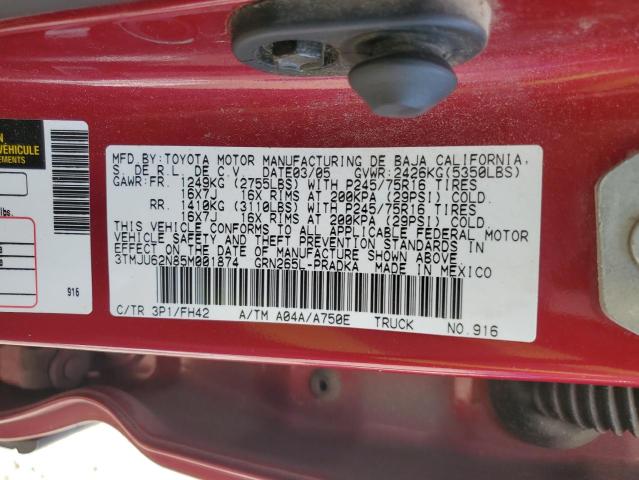 N
VÉHICULE
EMENTS
lbs.
916
MFD. BY: TOYOTA MOTOR MANUFACTURING DE BAJA CALIFORNIA,
S. DE R.L. DE C.V. DATE03/05 GVWR:2426KG(5350LBS)
GAWR:FR. 1249KG (2755LBS) WITH P245/75R16 TIRES
16X7J 16X RIMS AT 200KPA (29PSI) COLD.
RR. 1410KG (3110LBS) WITH P245/75R16 TIRES
16X7J 16X RIMS AT 200KPA (29PSI) COLD
THIS VEHICLE CONFORMS TO ALL APPLICABLE FEDERAL MOTOR
VEHICLE SAFETY AND THEFT PREVENTION STANDARDS IN
EFFECT ON THE DATE OF MANUFACTURE SHOWN ABOVE.
3TMJU62N85M001874 GRN265L-PRADKA MADE IN MEXICO
C/TR 3P1/FH42 A/TM A04A/A750E TRUCK NO.916